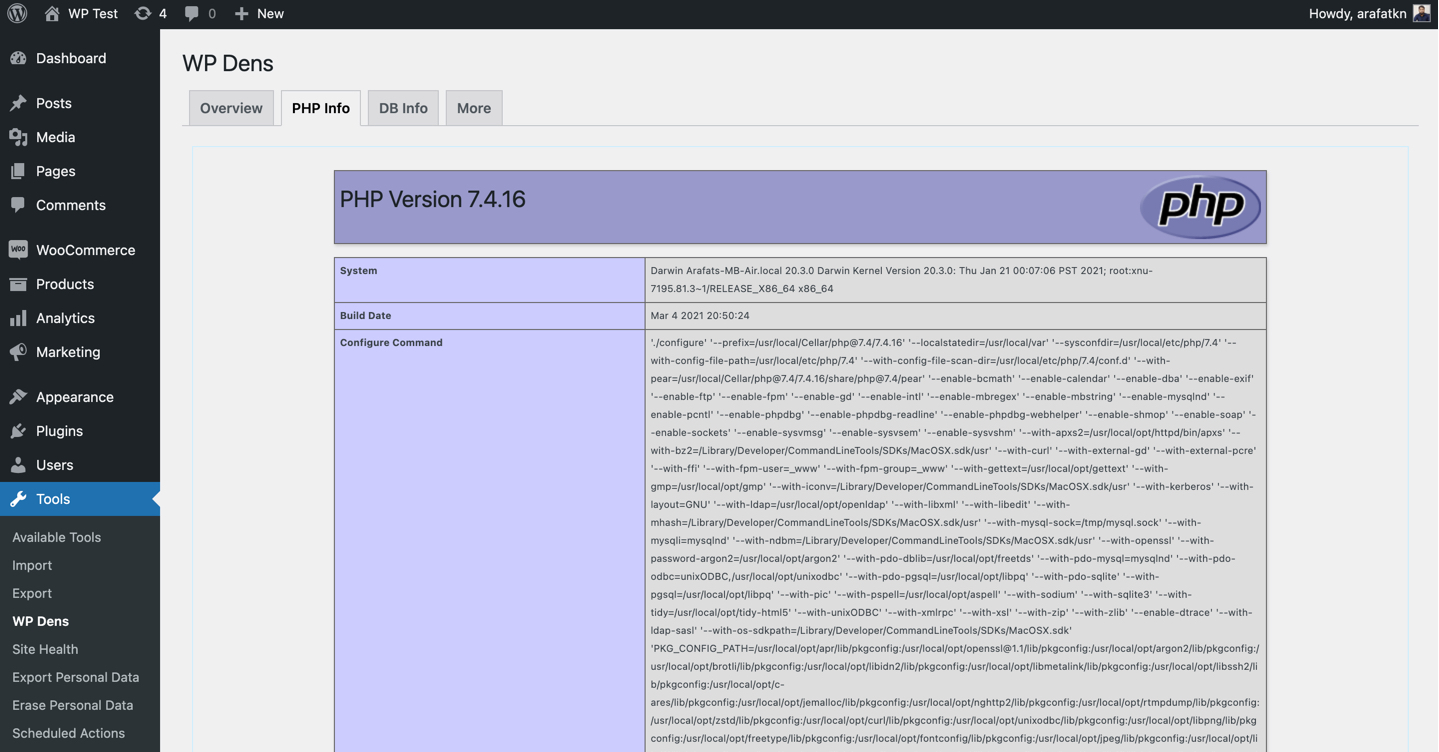 WP Test 4 0 New Howdy, arafatkn
Dashboard
Posts
Media
Pages
Comments
WOO WooCommerce
Products
Analytics
Marketing
Appearance
Plugins
Users
Tools
Available Tools
Import
Export
WP Dens
Site Health
Export Personal Data
Erase Personal Data
Scheduled Actions
WP Dens
Overview PHP Info DB Info More
PHP Version 7.4.16
php
System
Darwin Arafats-MB-Air.local 20.3.0 Darwin Kernel Version 20.3.0: Thu Jan 21 00:07:06 PST 2021; root:xnu-
7195.81.3~1/RELEASE_X86_64 x86_64
Build Date
Mar 4 2021 20:50:24
Configure Command
'./configure' '--prefix=/usr/local/Cellar/php@7.4/7.4.16' '--localstatedir=/usr/local/var' '--sysconfdir=/usr/local/etc/php/7.4' '--
with-config-file-path=/usr/local/etc/php/7.4' '--with-config-file-scan-dir=/usr/local/etc/php/7.4/conf.d' '--with-
pear=/usr/local/Cellar/php@7.4/7.4.16/share/php@7.4/pear' '--enable-bcmath' '--enable-calendar' '--enable-dba' '--enable-exif'
'--enable-ftp' '--enable-fpm' '--enable-gd' '--enable-intl' '--enable-mbregex' '--enable-mbstring' '--enable-mysqlnd' '--
enable-pcntl' '--enable-phpdbg' '--enable-phpdbg-readline' '--enable-phpdbg-webhelper' '--enable-shmop' '--enable-soap' '-
-enable-sockets' '--enable-sysvmsg' '--enable-sysvsem' '--enable-sysvshm' '--with-apxs2=/usr/local/opt/httpd/bin/apxs' '--
with-bz2=/Library/Developer/CommandLineTools/SDKs/MacOSX.sdk/usr' '--with-curl' '--with-external-gd' '--with-external-pcre'
'--with-ffi' '--with-fpm-user=_www' '--with-fpm-group=_www' '--with-gettext=/usr/local/opt/gettext' '--with-
gmp=/usr/local/opt/gmp' '--with-iconv=/Library/Developer/CommandLineTools/SDKs/MacOSX.sdk/usr' '--with-kerberos' '--with-
layout=GNU' '--with-ldap=/usr/local/opt/openldap' '--with-libxml' '--with-libedit' '--with-
mhash=/Library/Developer/CommandLineTools/SDKs/MacOSX.sdk/usr' '--with-mysql-sock=/tmp/mysql.sock' '--with-
mysqli=mysqlnd' '--with-ndbm=/Library/Developer/CommandLineTools/SDKs/MacOSX.sdk/usr' '--with-openssl' '--with-
password-argon2=/usr/local/opt/argon2' '--with-pdo-dblib=/usr/local/opt/freetds' '--with-pdo-mysql=mysqlnd' '--with-pdo-
odbc=unixODBC,/usr/local/opt/unixodbc' '--with-pdo-pgsql=/usr/local/opt/libpq' '--with-pdo-sqlite' '--with-
pgsql=/usr/local/opt/libpq' '--with-pic' '--with-pspell=/usr/local/opt/aspell' '--with-sodium' '--with-sqlite3' '--with-
tidy=/usr/local/opt/tidy-html5' '--with-unixODBC' '--with-xmlrpc' '--with-xsl' '--with-zip' '--with-zlib' '--enable-dtrace' '--with-
ldap-sasl' '--with-os-sdkpath=/Library/Developer/CommandLineTools/SDKs/MacOSX.sdk'
'PKG_CONFIG_PATH=/usr/local/opt/apr/lib/pkgconfig:/usr/local/opt/openssl@1.1/lib/pkgconfig:/usr/local/opt/argon2/lib/pkgconfig:/
usr/local/opt/brotli/lib/pkgconfig:/usr/local/opt/libidn2/lib/pkgconfig:/usr/local/opt/libmetalink/lib/pkgconfig:/usr/local/opt/libssh2/li
b/pkgconfig:/usr/local/opt/c-
ares/lib/pkgconfig:/usr/local/opt/jemalloc/lib/pkgconfig:/usr/local/opt/nghttp2/lib/pkgconfig:/usr/local/opt/rtmpdump/lib/pkgconfig:
/usr/local/opt/zstd/lib/pkgconfig:/usr/local/opt/curl/lib/pkgconfig:/usr/local/opt/unixodbc/lib/pkgconfig:/usr/local/opt/libpng/lib/pkg
config:/usr/local/opt/freetype/lib/pkgconfig:/usr/local/opt/fontconfig/lib/pkgconfig:/usr/local/opt/jpeg/lib/pkgconfig:/usr/local/opt/li